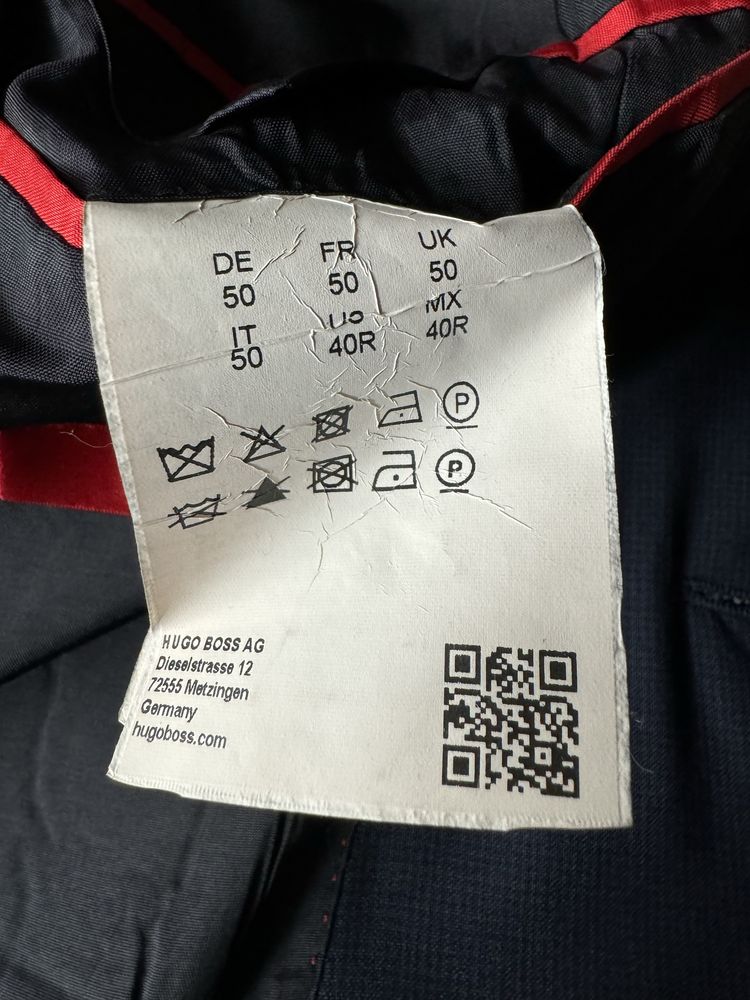 DE FR UK
50 50 50
IT US MX
50 40R 40R
P
P
HUGO BOSS AG
Dieselstrasse 12
72555 Metzingen
Germany
hugoboss.com